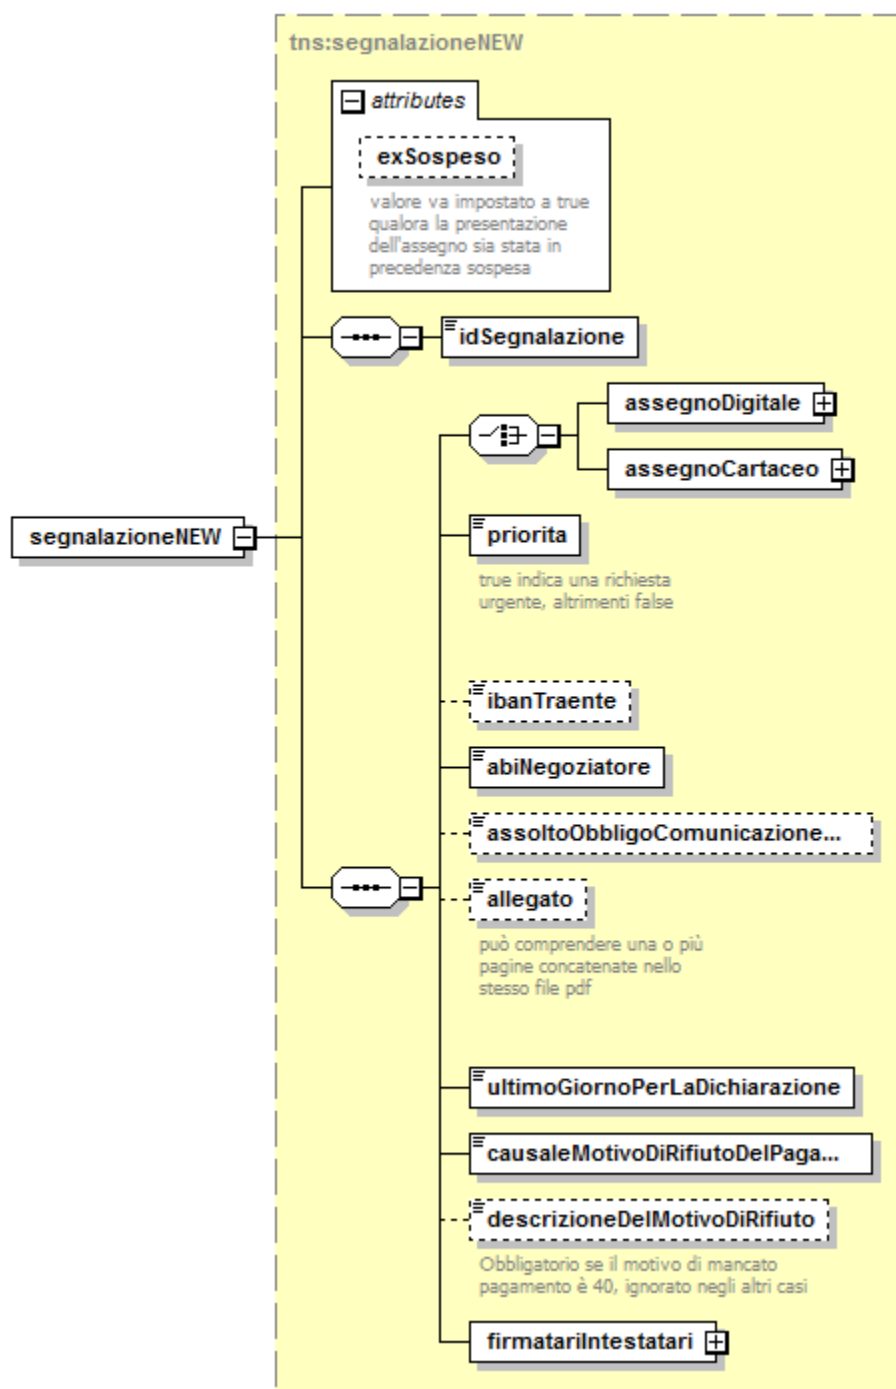 tns:segnalazioneNEW
attributes
exSospeso
valore va impostato a true
qualora la presentazione
dell'assegno sia stata in
precedenza sospesa
idSegnalazione
assegnoDigitale
assegnoCartaceo
segnalazioneNEW
priorita
true indica una richiesta
urgente, altrimenti false
ibanTraente
abiNegoziatore
assoltoObbligoComunicazione...
allegato
può comprendere una o più
pagine concatenate nello
stesso file pdf
ultimoGiornoPerLaDichiarazione
causaleMotivoDiRifiutoDelPaga...
descrizioneDelMotivoDiRifiuto
Obbligatorio se il motivo di mancato
pagamento è 40, ignorato negli altri casi
firmatariIntestatari